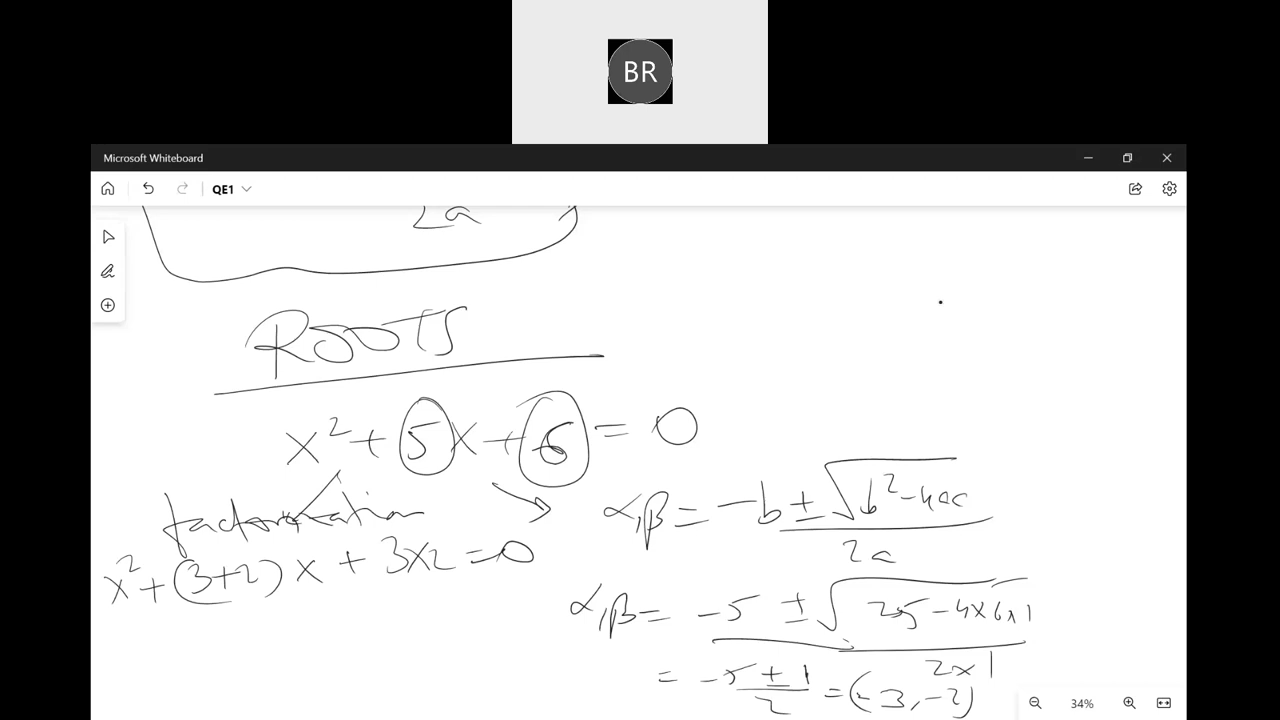 BR
Microsoft Whiteboard
QE1
2a
ROOTS
x² + 5x + 6 = 0
factorization
α,β = -b ± √b²-4ac
2a
x² + (3+2)x + 3x2 = 0
α,β = -5 ± √25-4x6x1
2x1
= -5 ± 1 = (-3, -2)
2
34%